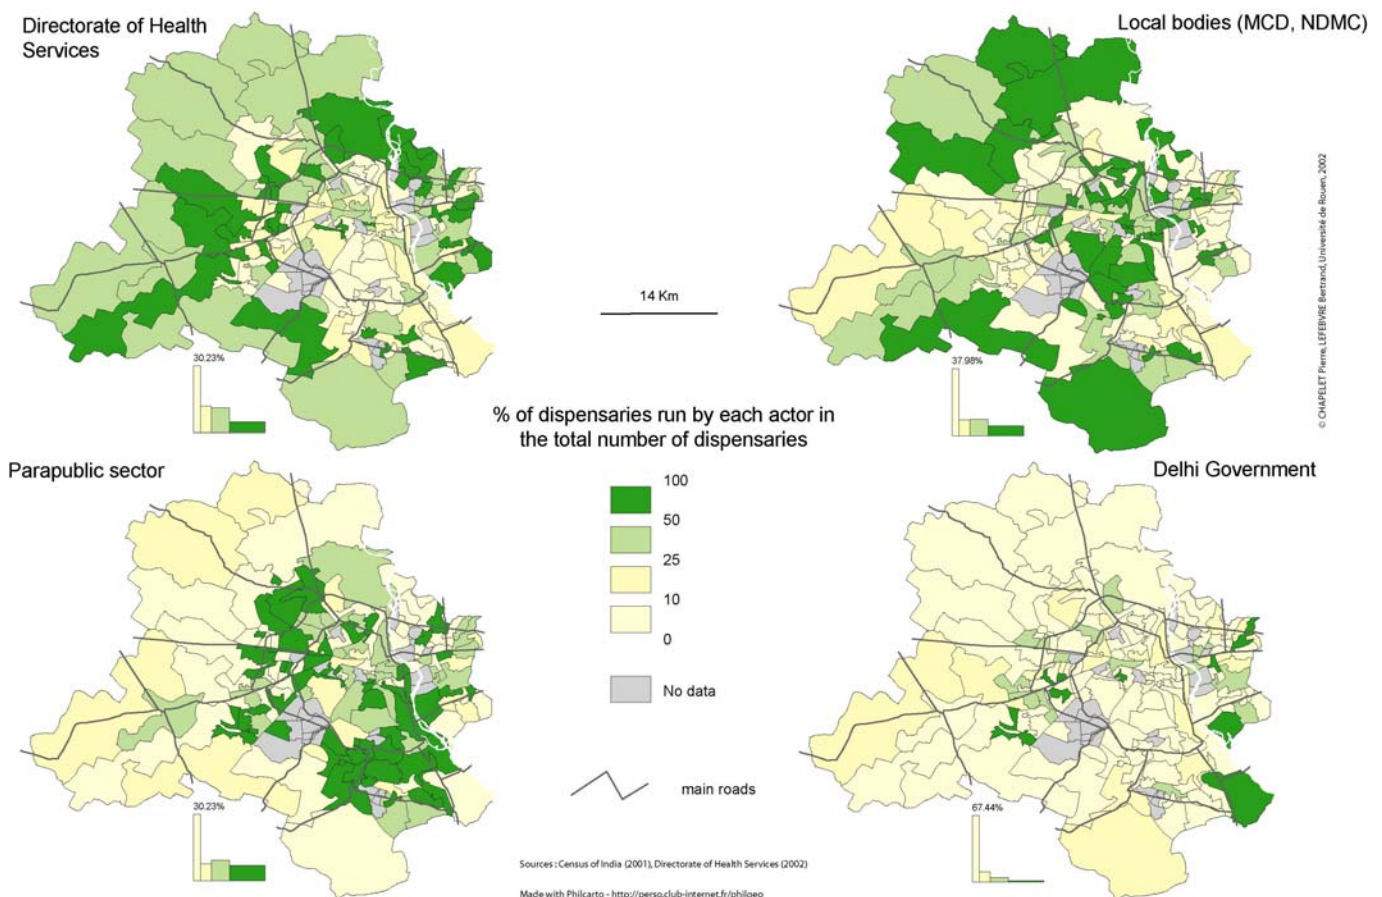 Directorate of Health
Services
Local bodies (MCD, NDMC)
© CHAPELET Pierre, LEFEBVRE Bertrand, Université de Rouen, 2002
14 Km
30.23%
37.98%
% of dispensaries run by each actor in
the total number of dispensaries
Parapublic sector
Delhi Government
100
50
25
10
0
No data
main roads
30.23%
67.44%
Sources : Census of India (2001), Directorate of Health Services (2002)
Made with Philcarto - http://perso.club-internet.fr/philgeo